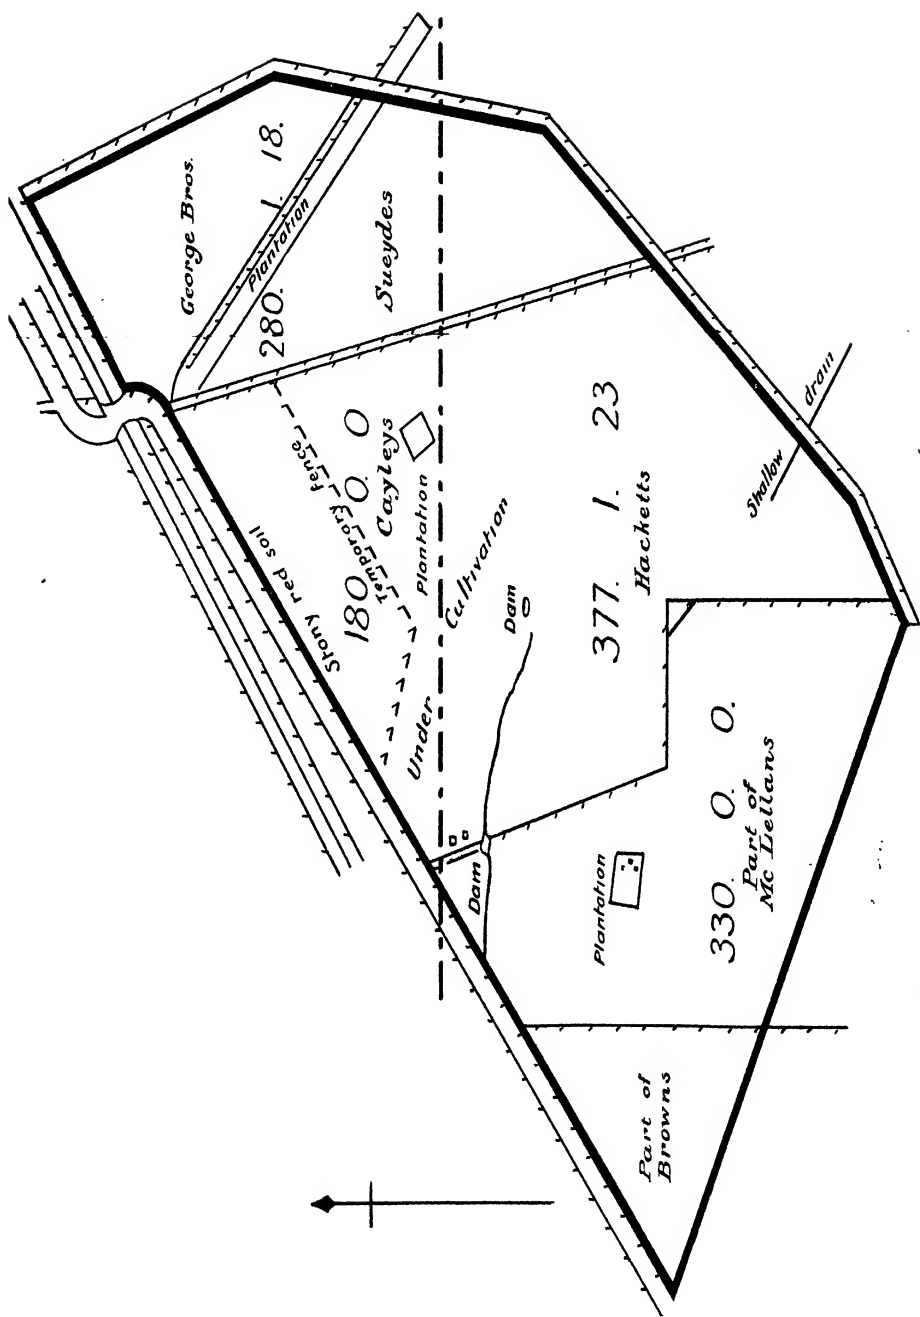 George Bros.
280. 1. 18.
Plantation
Sueydes
Stony red soil
Temporary fence
180 0. 0
Cayleys
Plantation
Under Cultivation
Dam
377. 1. 23
Hacketts
Shallow drain
Dam
Plantation
330. 0. 0.
Part of
Mc Lellans
Part of
Browns